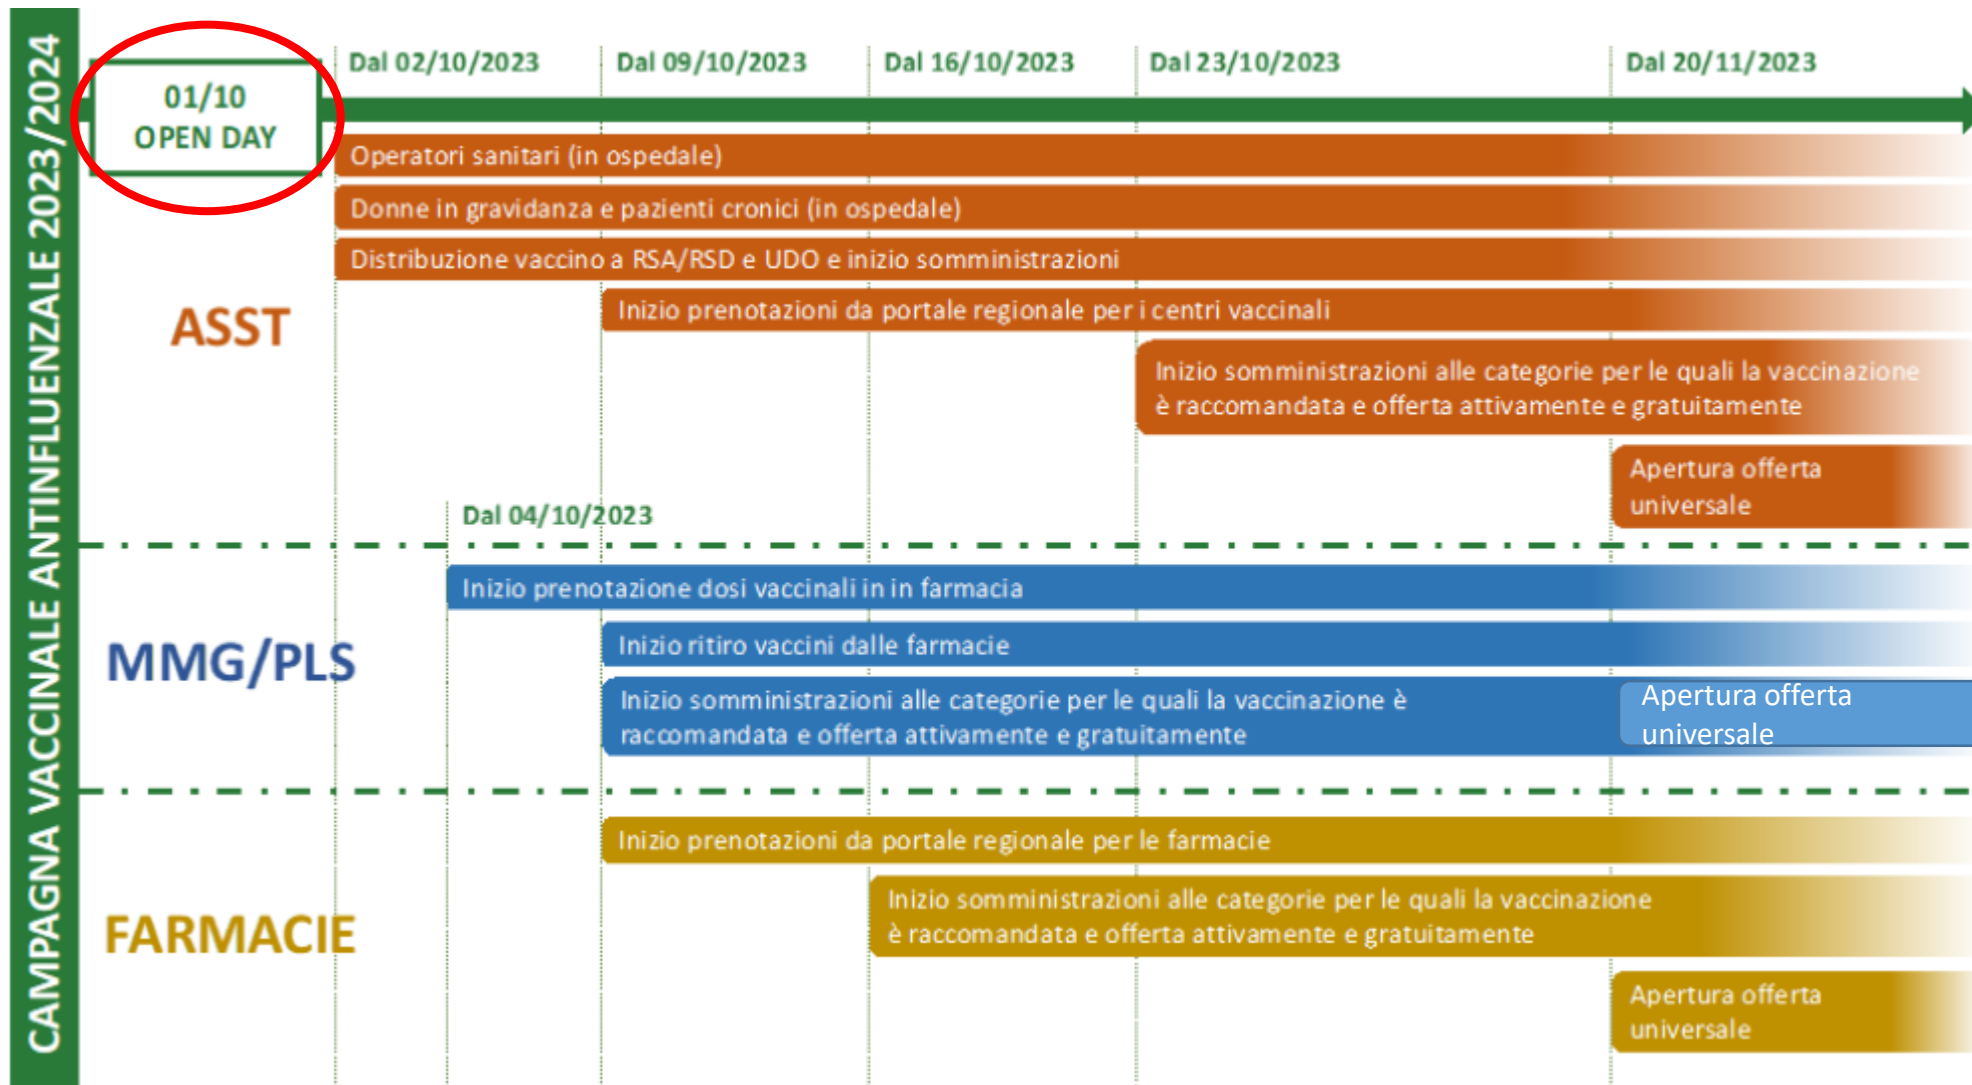 CAMPAGNA VACCINALE ANTINFLUENZALE 2023/2024
01/10
OPEN DAY
Dal 02/10/2023
Dal 09/10/2023
Dal 16/10/2023
Dal 23/10/2023
Dal 20/11/2023
ASST
Operatori sanitari (in ospedale)
Donne in gravidanza e pazienti cronici (in ospedale)
Distribuzione vaccino a RSA/RSD e UDO e inizio somministrazioni
Inizio prenotazioni da portale regionale per i centri vaccinali
Inizio somministrazioni alle categorie per le quali la vaccinazione
è raccomandata e offerta attivamente e gratuitamente
Apertura offerta
universale
Dal 04/10/2023
MMG/PLS
Inizio prenotazione dosi vaccinali in in farmacia
Inizio ritiro vaccini dalle farmacie
Inizio somministrazioni alle categorie per le quali la vaccinazione è
raccomandata e offerta attivamente e gratuitamente
Apertura offerta
universale
FARMACIE
Inizio prenotazioni da portale regionale per le farmacie
Inizio somministrazioni alle categorie per le quali la vaccinazione
è raccomandata e offerta attivamente e gratuitamente
Apertura offerta
universale